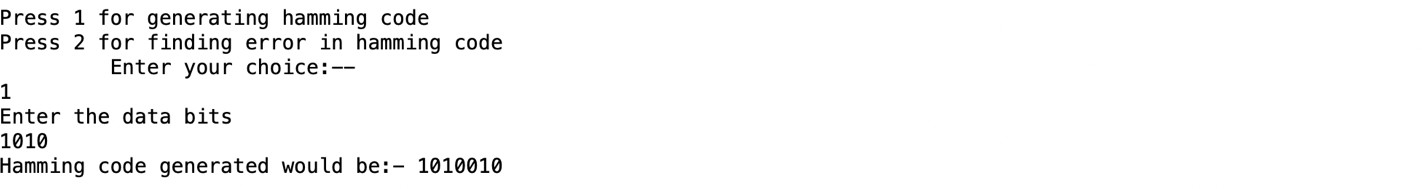 Press 1 for generating hamming code
Press 2 for finding error in hamming code
Enter your choice:--
1
Enter the data bits
1010
Hamming code generated would be:- 1010010